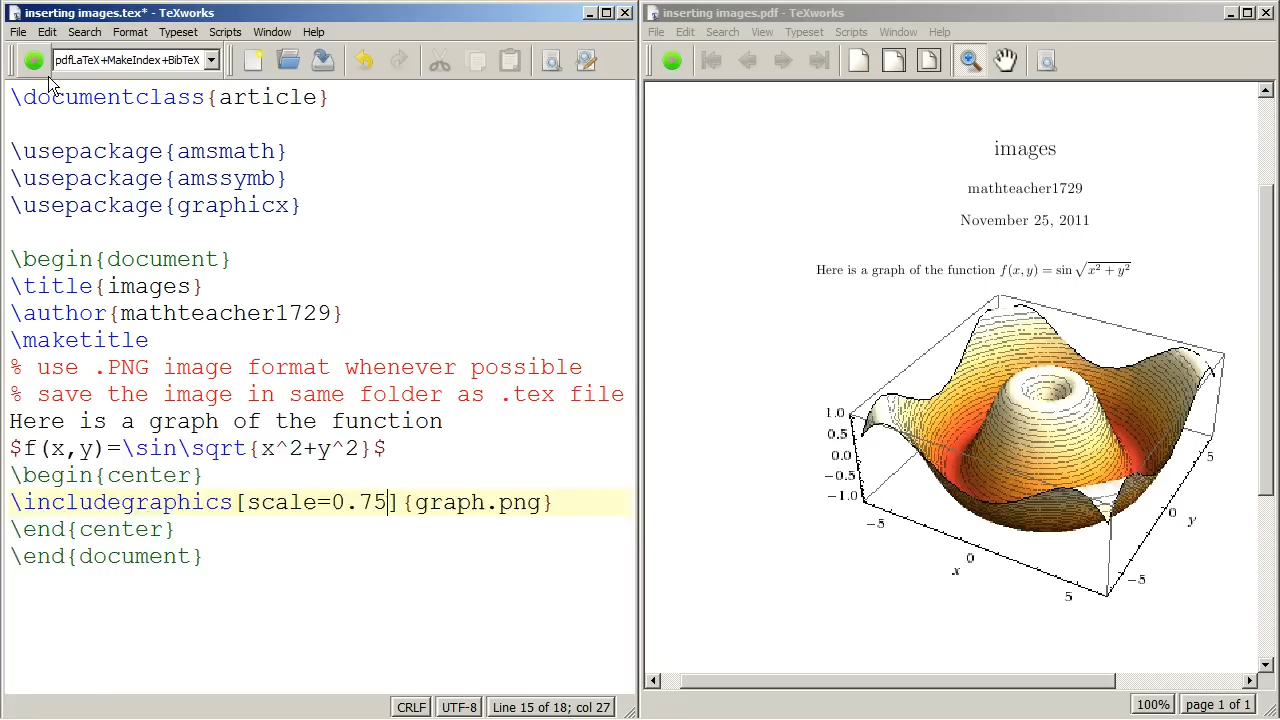 inserting images.tex* - TeXworks
File Edit Search Format Typeset Scripts Window Help
pdfLaTeX+MakeIndex+BibTeX
\documentclass{article}
\usepackage{amsmath}
\usepackage{amssymb}
\usepackage{graphicx}
\begin{document}
\title{images}
\author{mathteacher1729}
\maketitle
% use .PNG image format whenever possible
% save the image in same folder as .tex file
Here is a graph of the function
$f(x,y)=\sin\sqrt{x^2+y^2}$
\begin{center}
\includegraphics[scale=0.75]{graph.png}
\end{center}
\end{document}
CRLF UTF-8 Line 15 of 18; col 27
inserting images.pdf - TeXworks
File Edit Search View Typeset Scripts Window Help
images
mathteacher1729
November 25, 2011
Here is a graph of the function f(x, y) = sin √x² + y²
1.0
0.5
0.0
−0.5
−1.0
−5
0
5
x
5
0
−5
y
100% page 1 of 1